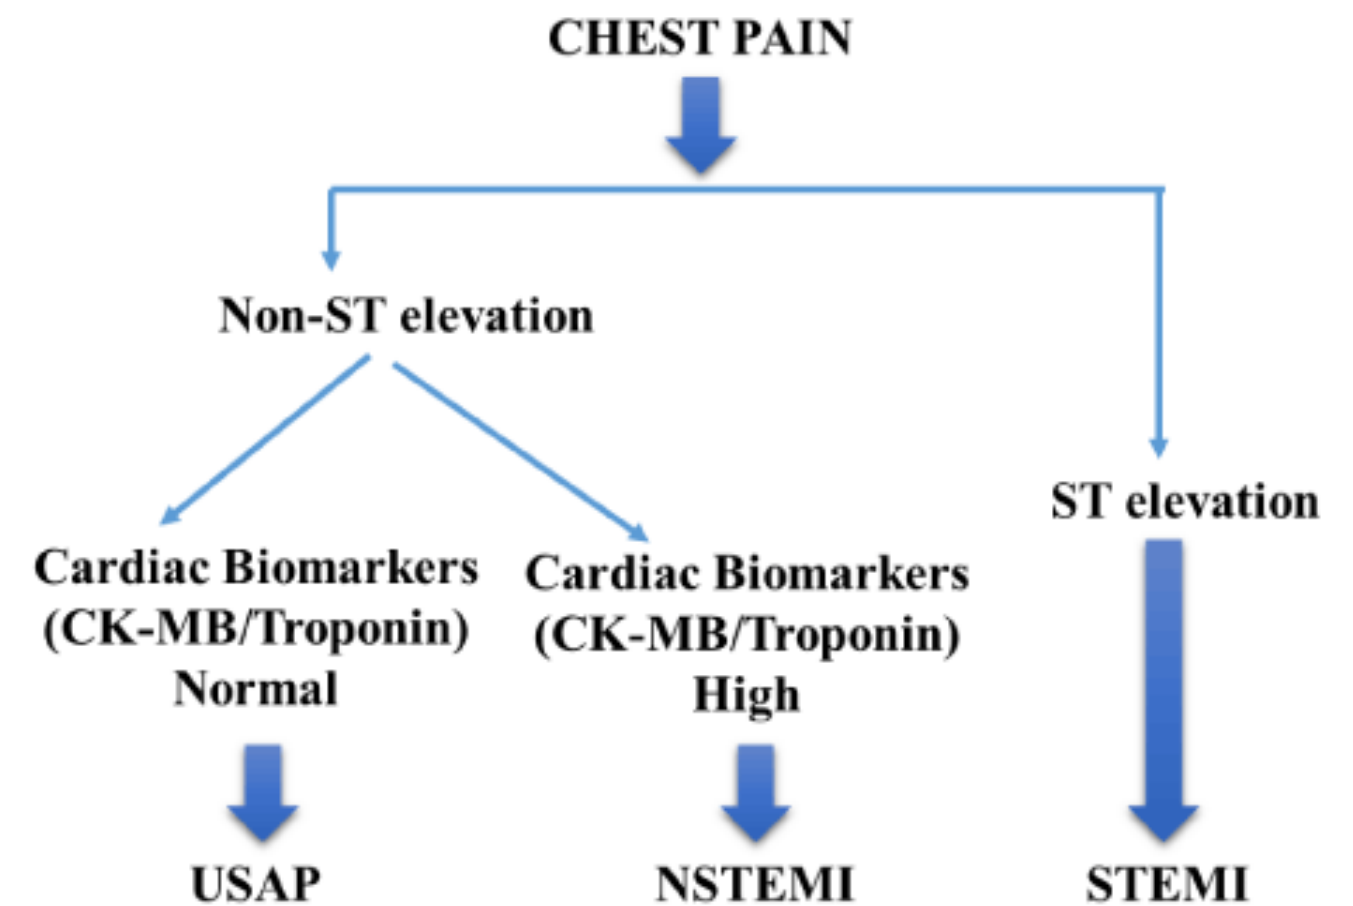 CHEST PAIN
Non-ST elevation
ST elevation
Cardiac Biomarkers
(CK-MB/Troponin)
Normal
Cardiac Biomarkers
(CK-MB/Troponin)
High
USAP
NSTEMI
STEMI